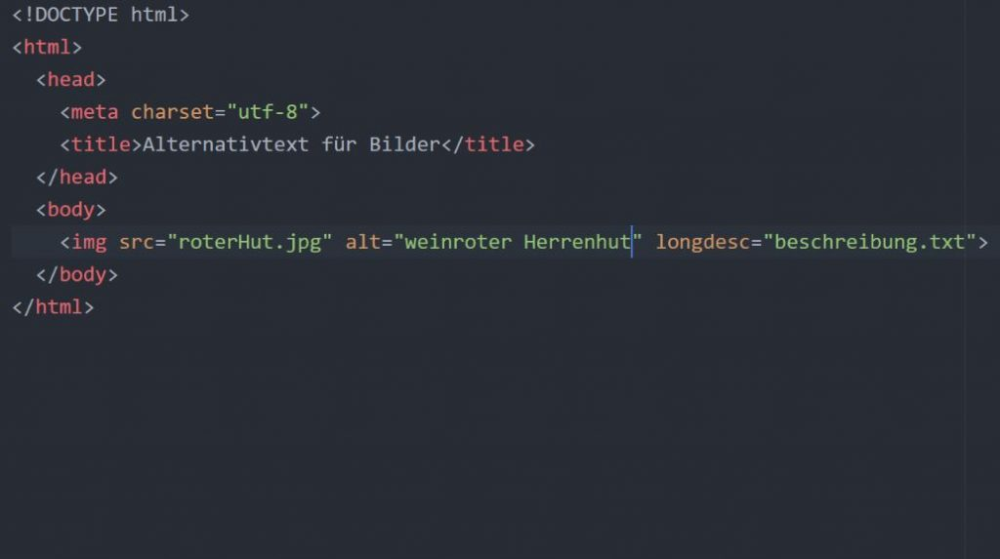 <!DOCTYPE html>
<html>
<head>
<meta charset="utf-8">
<title>Alternativtext für Bilder</title>
</head>
<body>
<img src="roterHut.jpg" alt="weinroter Herrenhut" longdesc="beschreibung.txt">
</body>
</html>